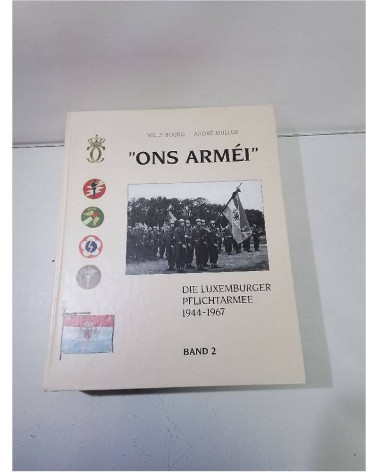 WILLY BOURG ANDRÉ MULLER
"ONS ARMÉI"
DIE LUXEMBURGER
PFLICHTARMEE
1944-1967
BAND 2